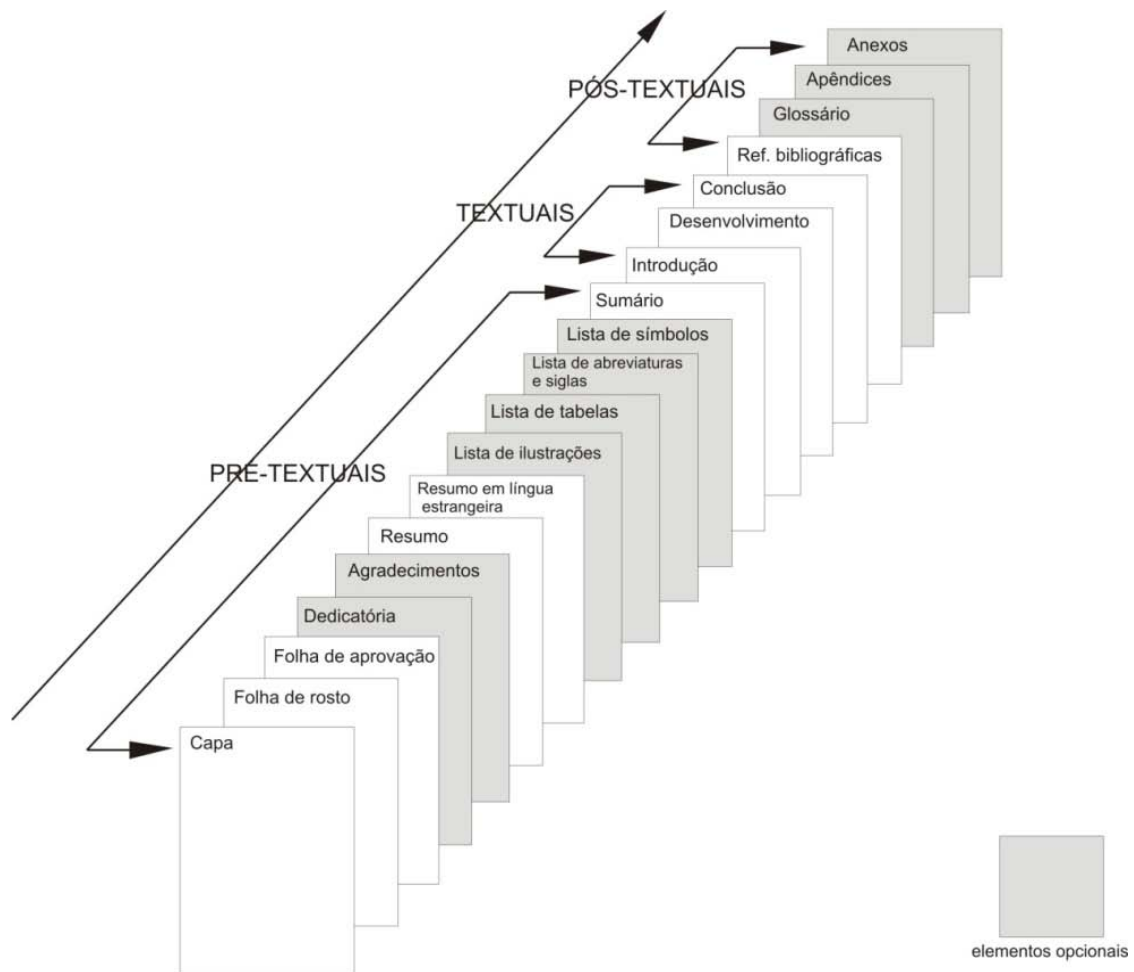 Anexos
Apêndices
PÓS-TEXTUAIS
Glossário
Ref. bibliográficas
Conclusão
TEXTUAIS
Desenvolvimento
Introdução
Sumário
Lista de símbolos
Lista de abreviaturas
e siglas
Lista de tabelas
Lista de ilustrações
PRÉ-TEXTUAIS
Resumo em língua
estrangeira
Resumo
Agradecimentos
Dedicatória
Folha de aprovação
Folha de rosto
Capa
elementos opcionais